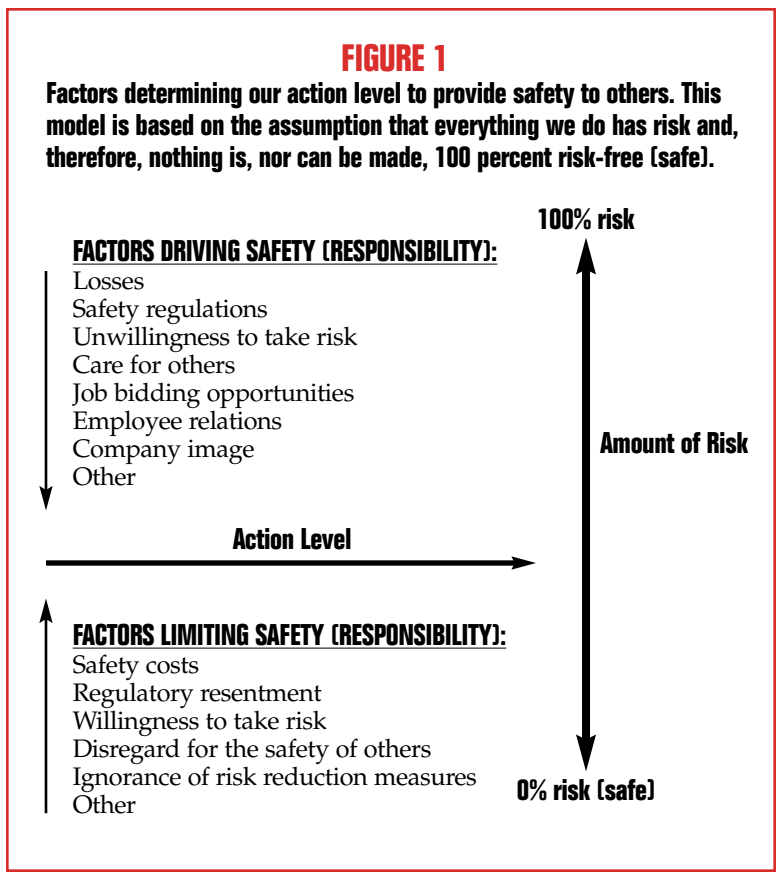 FIGURE 1
Factors determining our action level to provide safety to others. This
model is based on the assumption that everything we do has risk and,
therefore, nothing is, nor can be made, 100 percent risk-free (safe).
100% risk
FACTORS DRIVING SAFETY (RESPONSIBILITY):
Losses
Safety regulations
Unwillingness to take risk
Care for others
Job bidding opportunities
Employee relations
Company image
Other
Amount of Risk
Action Level
FACTORS LIMITING SAFETY (RESPONSIBILITY):
Safety costs
Regulatory resentment
Willingness to take risk
Disregard for the safety of others
Ignorance of risk reduction measures
Other
0% risk (safe)